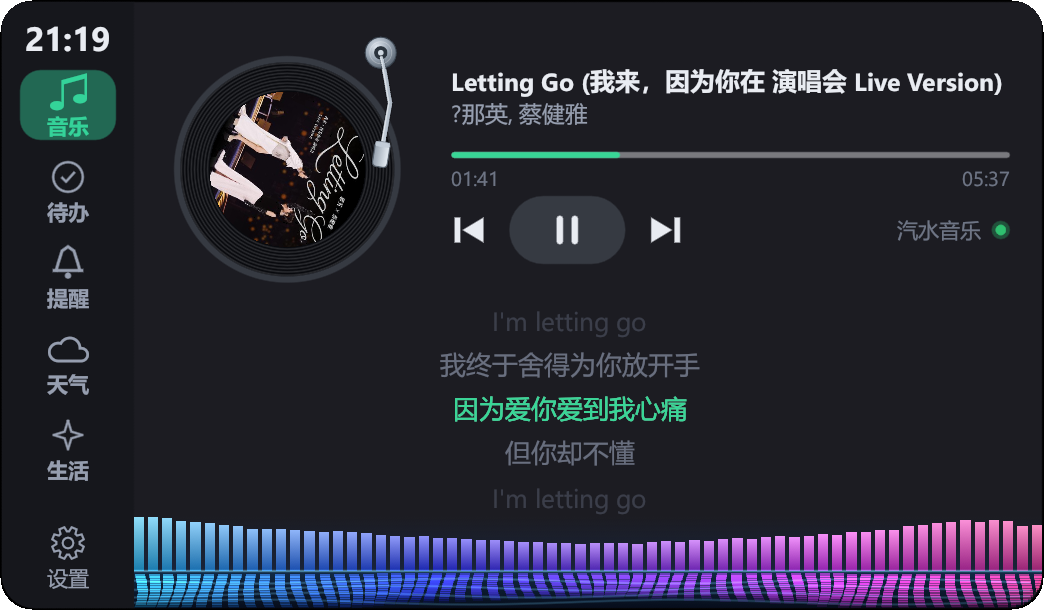 21:19
音乐
待办
提醒
天气
生活
设置
Letting Go
Letting Go (我来，因为你在 演唱会 Live Version)
?那英, 蔡健雅
01:41
05:37
汽水音乐
I'm letting go
我终于舍得为你放开手
因为爱你爱到我心痛
但你却不懂
I'm letting go